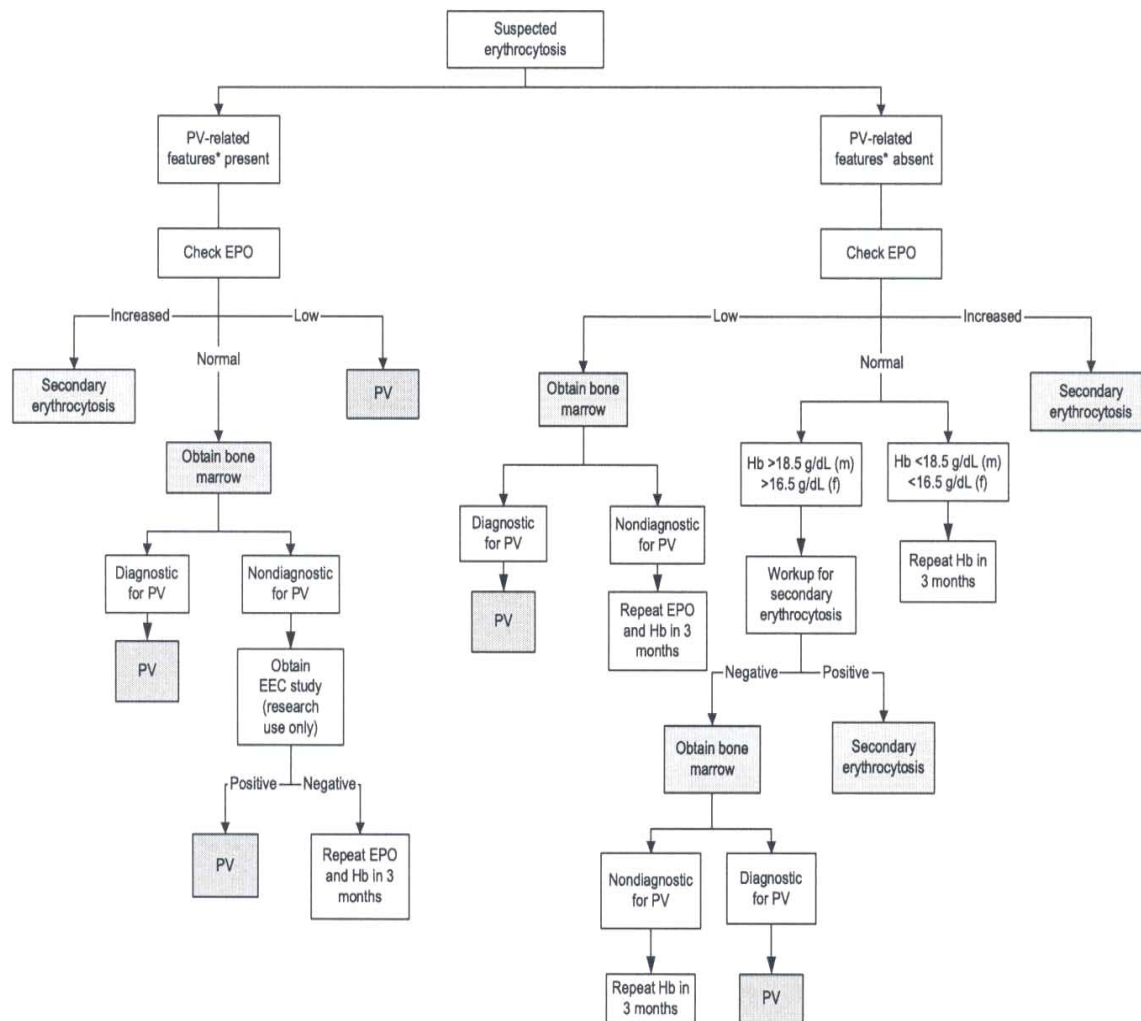 Suspected
erythrocytosis
PV-related
features* present
PV-related
features* absent
Check EPO
Check EPO
Increased
Low
Normal
Low
Increased
Normal
Secondary
erythrocytosis
PV
Obtain bone
marrow
Secondary
erythrocytosis
Obtain bone
marrow
Hb >18.5 g/dL (m)
>16.5 g/dL (f)
Hb <18.5 g/dL (m)
<16.5 g/dL (f)
Diagnostic
for PV
Nondiagnostic
for PV
Diagnostic
for PV
Nondiagnostic
for PV
Workup for
secondary
erythrocytosis
Repeat Hb in
3 months
PV
Obtain
EEC study
(research
use only)
PV
Repeat EPO
and Hb in 3
months
Negative
Positive
Positive
Negative
Obtain bone
marrow
Secondary
erythrocytosis
PV
Repeat EPO
and Hb in 3
months
Nondiagnostic
for PV
Diagnostic
for PV
Repeat Hb in
3 months
PV